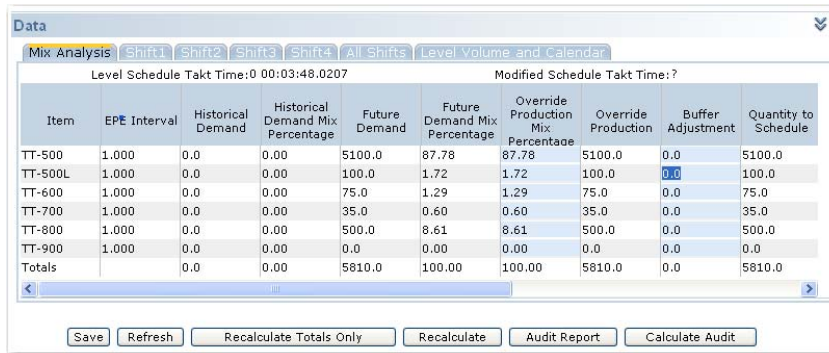 Data
Mix Analysis Shift1 Shift2 Shift3 Shift4 All Shifts Level Volume and Calendar
Level Schedule Takt Time:0 00:03:48.0207 Modified Schedule Takt Time:?
Item EPE Interval Historical Demand Historical Demand Mix Percentage Future Demand Future Demand Mix Percentage Override Production Mix Percentage Override Production Buffer Adjustment Quantity to Schedule
TT-500 1.000 0.0 0.00 5100.0 87.78 87.78 5100.0 0.0 5100.0
TT-500L 1.000 0.0 0.00 100.0 1.72 1.72 100.0 0.0 100.0
TT-600 1.000 0.0 0.00 75.0 1.29 1.29 75.0 0.0 75.0
TT-700 1.000 0.0 0.00 35.0 0.60 0.60 35.0 0.0 35.0
TT-800 1.000 0.0 0.00 500.0 8.61 8.61 500.0 0.0 500.0
TT-900 1.000 0.0 0.00 0.0 0.00 0.00 0.0 0.0 0.0
Totals 0.0 0.00 5810.0 100.00 100.00 5810.0 0.0 5810.0
Save Refresh Recalculate Totals Only Recalculate Audit Report Calculate Audit